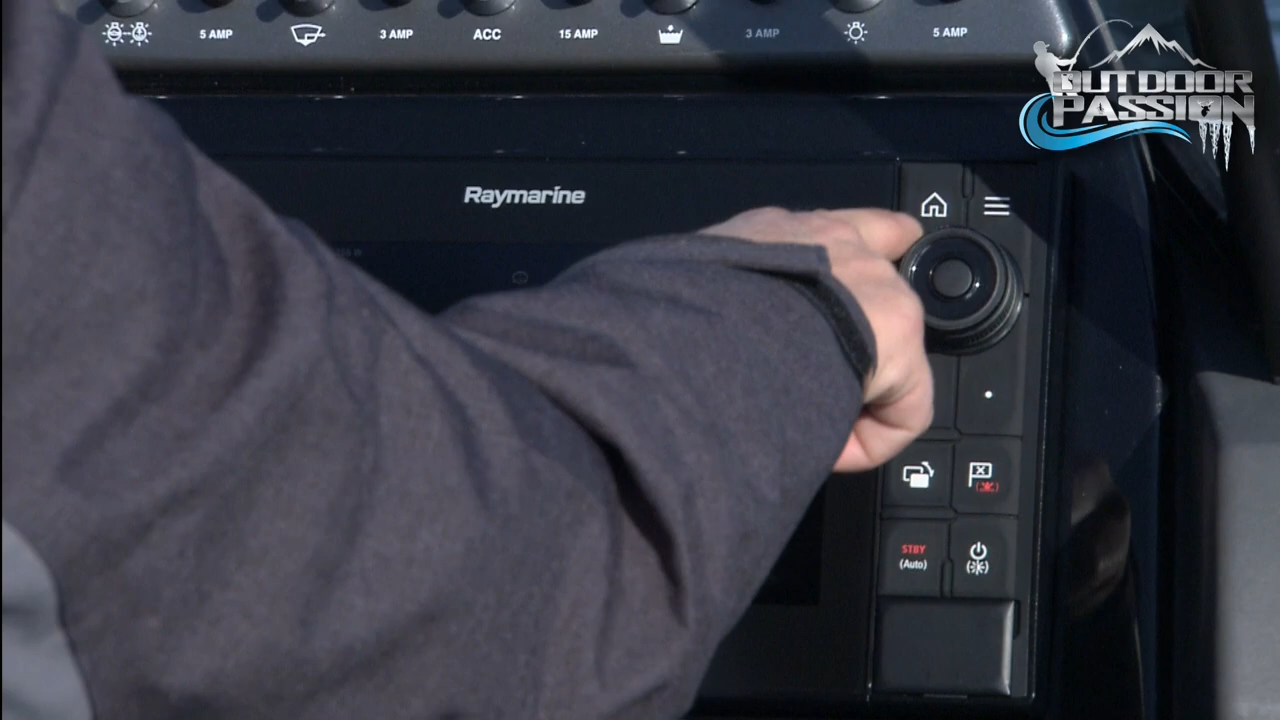 5 AMP
3 AMP
ACC
15 AMP
3 AMP
5 AMP
OUTDOOR
PASSION
Raymarine
STBY
(Auto)